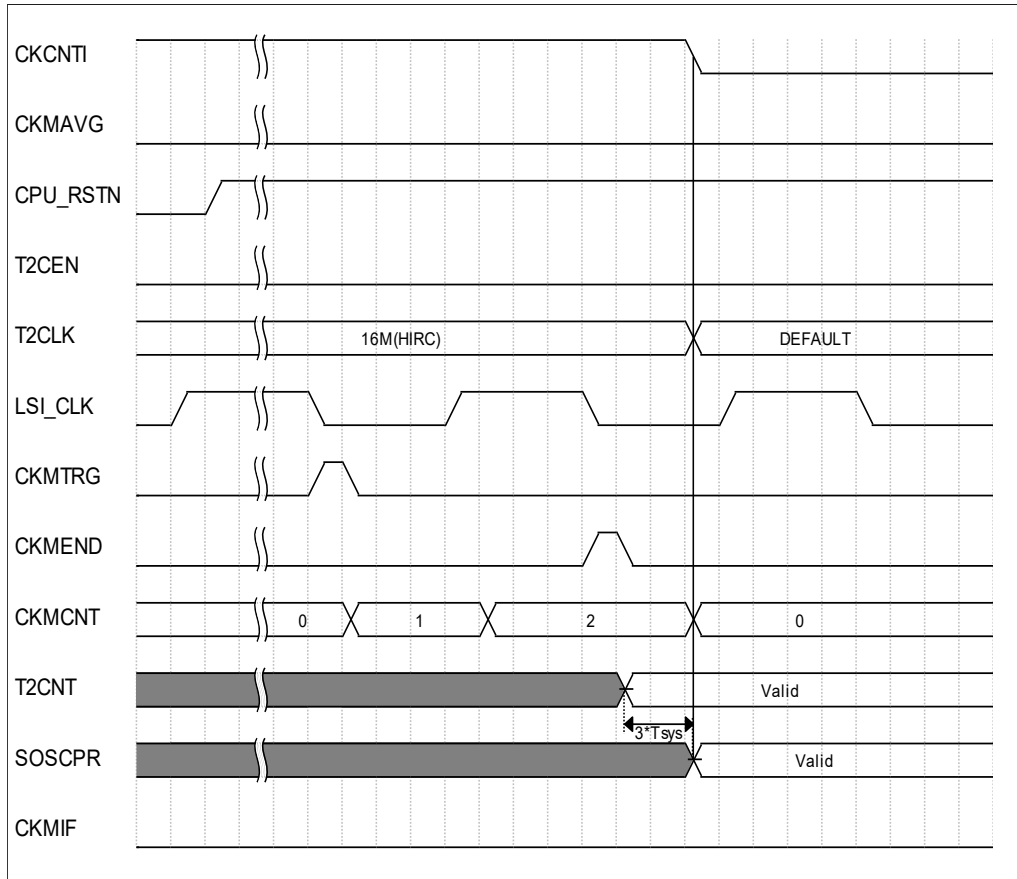 CKCNTI
CKMAVG
CPU_RSTN
T2CEN
T2CLK 16M(HIRC) DEFAULT
LSI_CLK
CKMTRG
CKMEND
CKMCNT 0 1 2 0
T2CNT Valid
3*Tsys
SOSCPR Valid
CKMIF